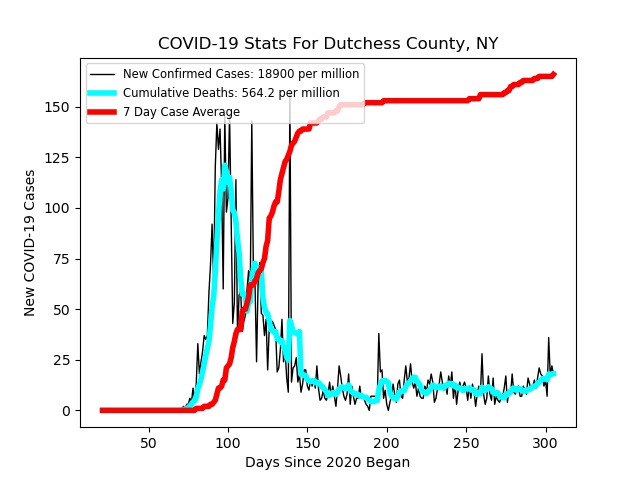 COVID-19 Stats For Dutchess County, NY
New Confirmed Cases: 18900 per million
Cumulative Deaths: 564.2 per million
7 Day Case Average
New COVID-19 Cases
150
125
100
75
50
25
0
50 100 150 200 250 300
Days Since 2020 Began